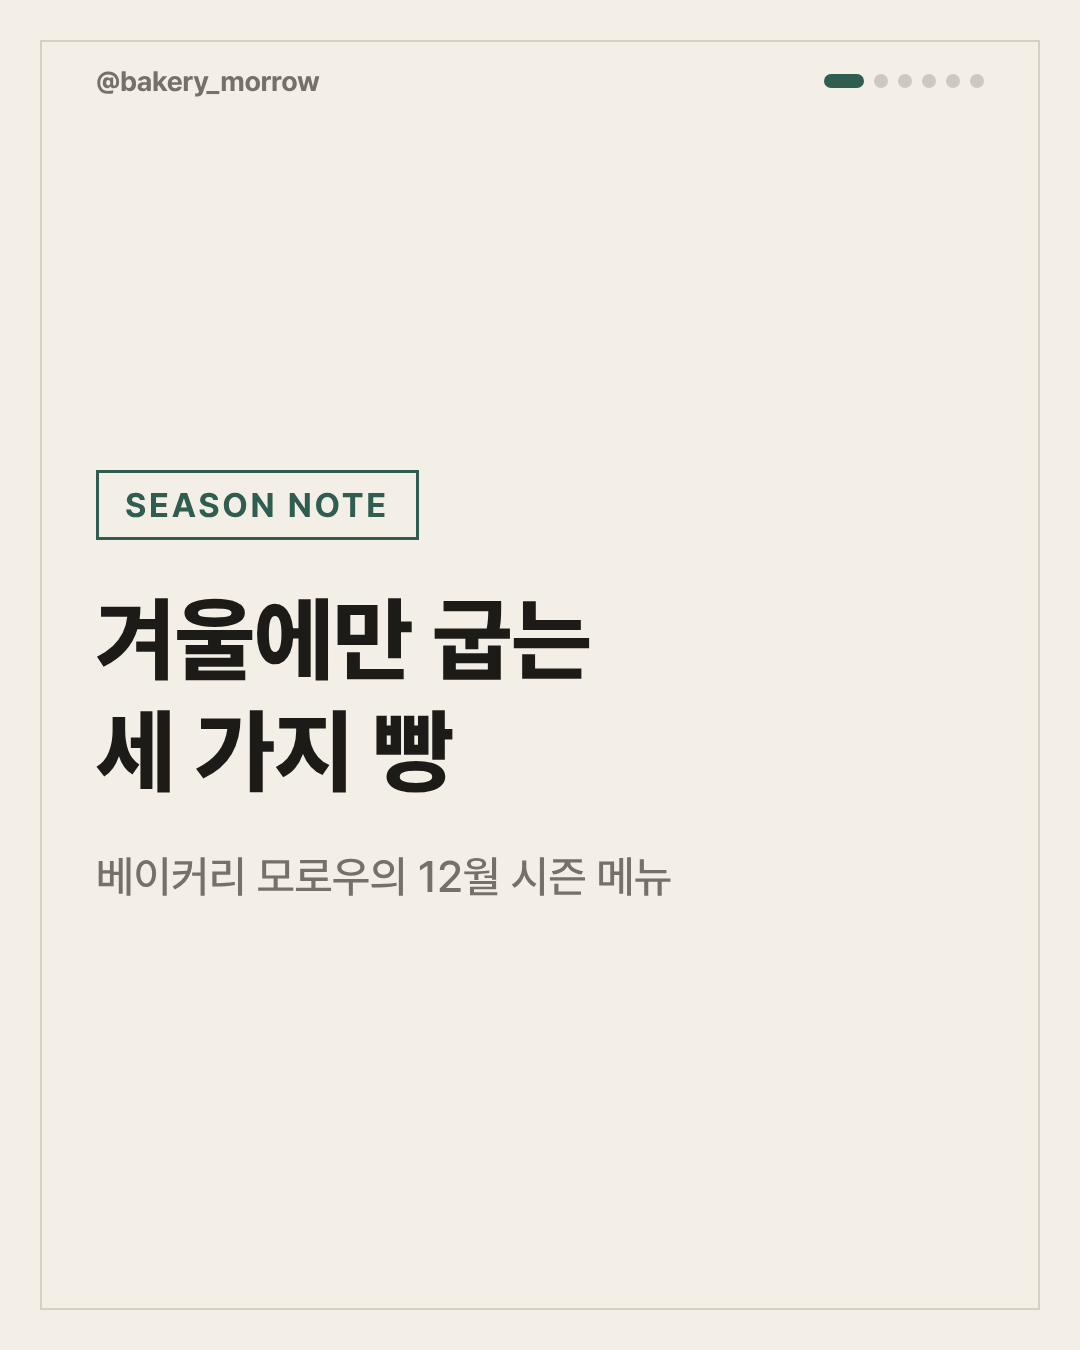 @bakery_morrow
SEASON NOTE
겨울에만 굽는
세 가지 빵
베이커리 모로우의 12월 시즌 메뉴